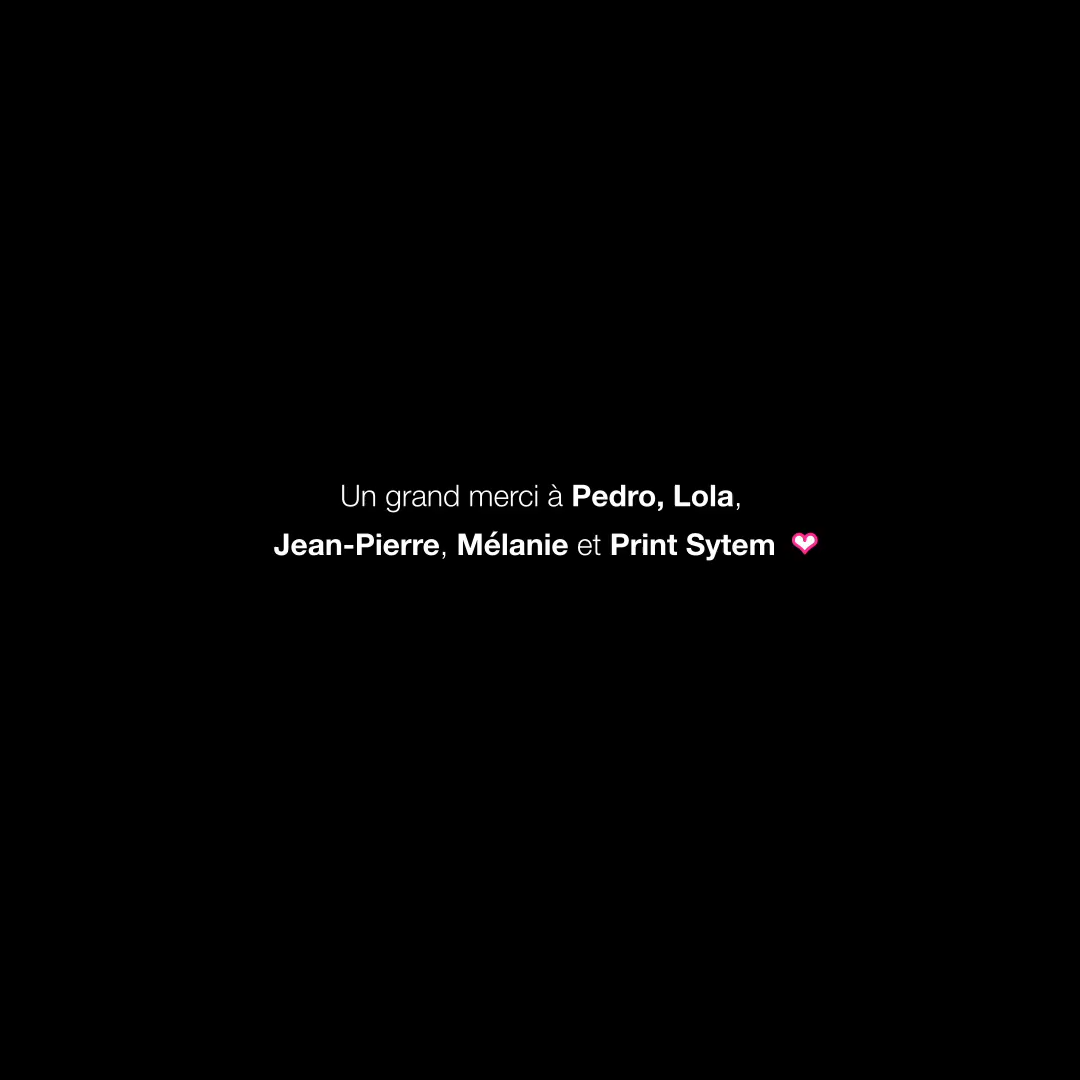 Un grand merci à Pedro, Lola,
Jean-Pierre, Mélanie et Print Sytem ❤